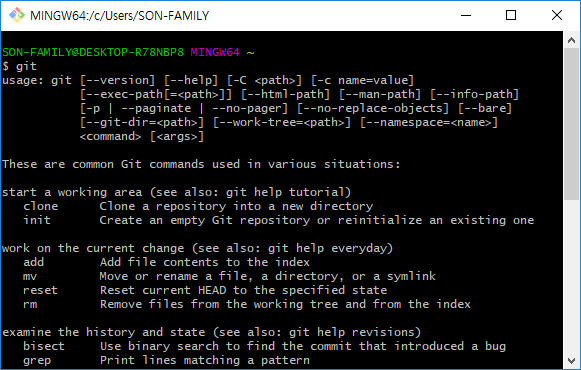 MINGW64:/c/Users/SON-FAMILY
SON-FAMILY@DESKTOP-R78NBP8 MINGW64 ~
$ git
usage: git [--version] [--help] [-C <path>] [-c name=value]
           [--exec-path[=<path>]] [--html-path] [--man-path] [--info-path]
           [-p | --paginate | --no-pager] [--no-replace-objects] [--bare]
           [--git-dir=<path>] [--work-tree=<path>] [--namespace=<name>]
           <command> [<args>]

These are common Git commands used in various situations:

start a working area (see also: git help tutorial)
   clone      Clone a repository into a new directory
   init       Create an empty Git repository or reinitialize an existing one

work on the current change (see also: git help everyday)
   add        Add file contents to the index
   mv         Move or rename a file, a directory, or a symlink
   reset      Reset current HEAD to the specified state
   rm         Remove files from the working tree and from the index

examine the history and state (see also: git help revisions)
   bisect     Use binary search to find the commit that introduced a bug
   grep       Print lines matching a pattern